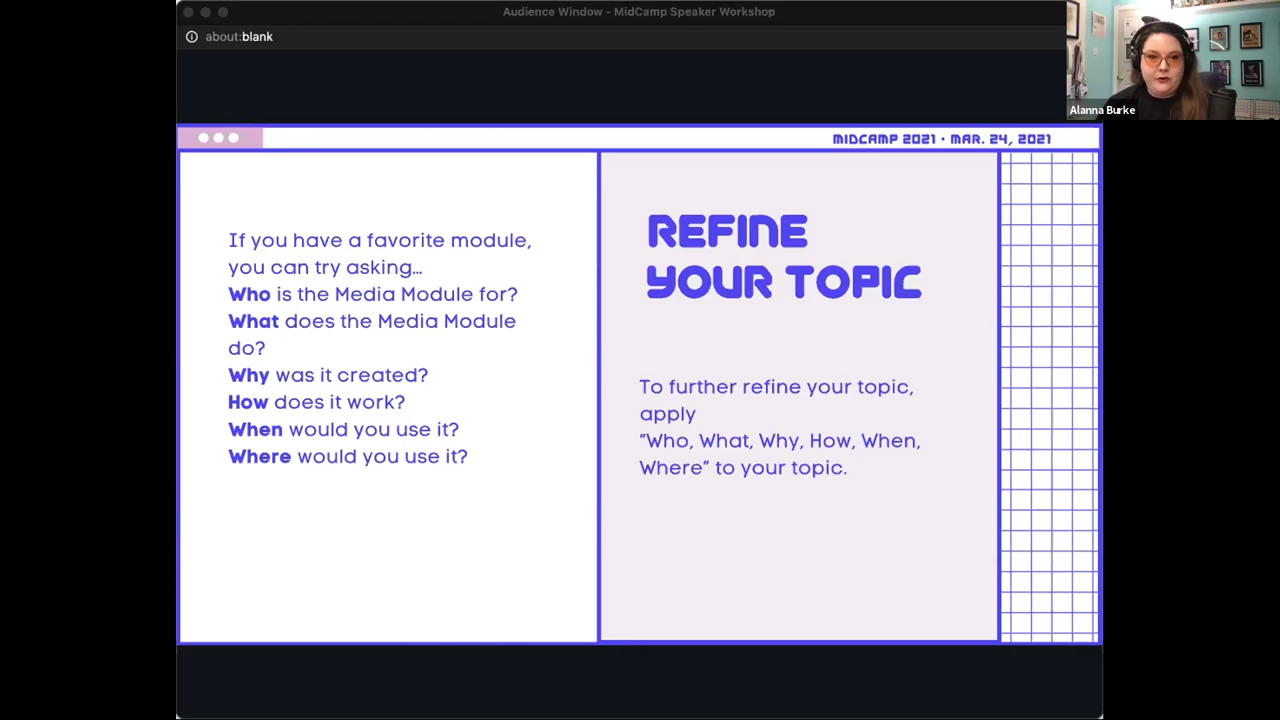 Audience Window - MidCamp Speaker Workshop
about:blank
Alanna Burke
MIDCAMP 2021 • MAR. 24, 2021
If you have a favorite module,
you can try asking...
Who is the Media Module for?
What does the Media Module
do?
Why was it created?
How does it work?
When would you use it?
Where would you use it?
REFINE
YOUR TOPIC
To further refine your topic,
apply
"Who, What, Why, How, When,
Where" to your topic.